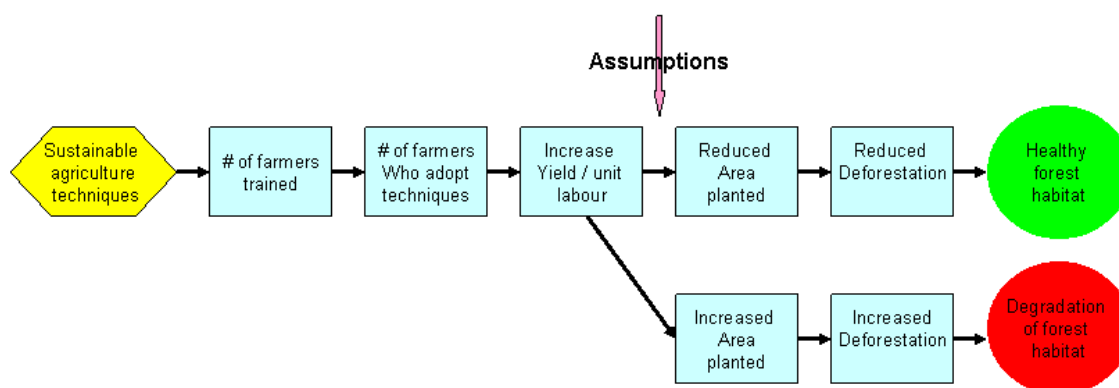 Assumptions
Sustainable
agriculture
techniques
# of farmers
trained
# of farmers
Who adopt
techniques
Increase
Yield / unit
labour
Reduced
Area
planted
Reduced
Deforestation
Healthy
forest
habitat
Increased
Area
planted
Increased
Deforestation
Degradation
of forest
habitat